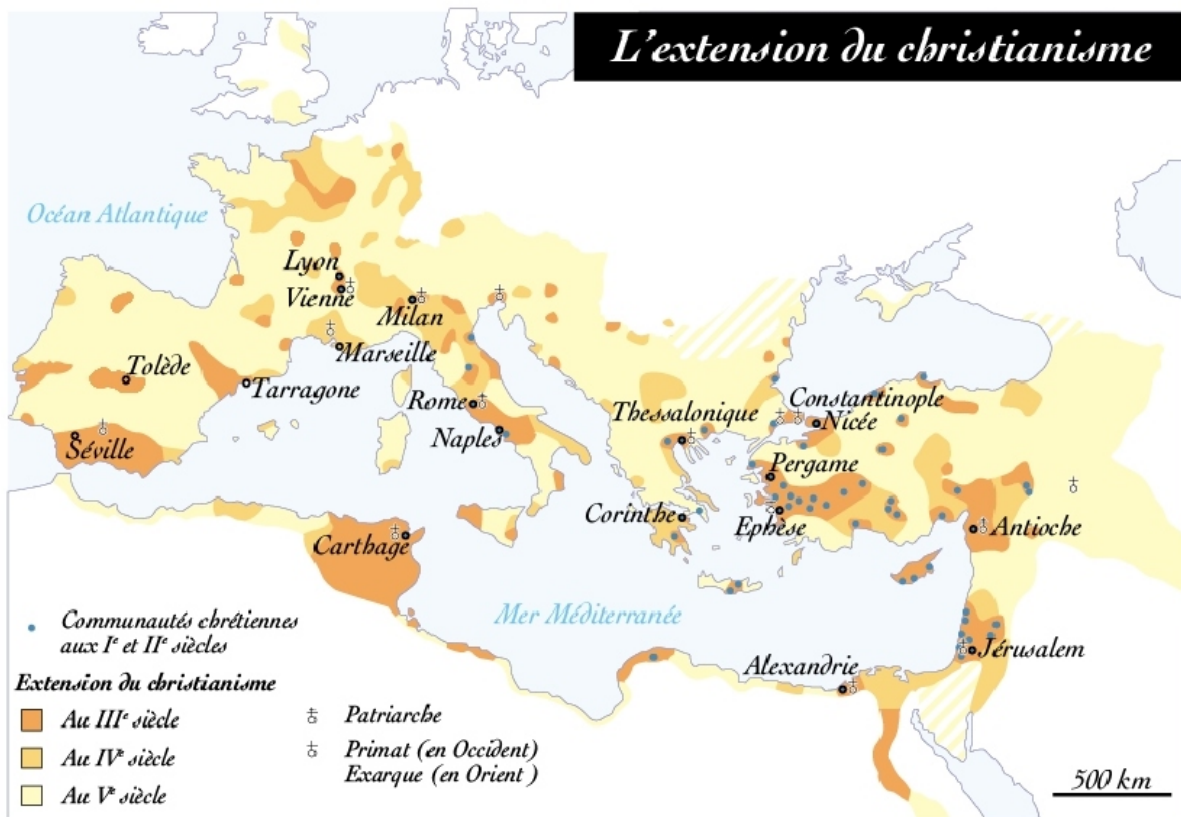 L'extension du christianisme
Océan Atlantique
Lyon
Vienne
Milan
Marseille
Tolède
Tarragone
Rome
Naples
Séville
Thessalonique
Constantinople
Nicée
Pergame
Corinthe
Ephèse
Antioche
Carthage
Mer Méditerranée
Alexandrie
Jérusalem
Communautés chrétiennes
aux Iᵉ et IIᵉ siècles
Extension du christianisme
Au IIIᵉ siècle
Au IVᵉ siècle
Au Vᵉ siècle
Patriarche
Primat (en Occident)
Exarque (en Orient )
500 km